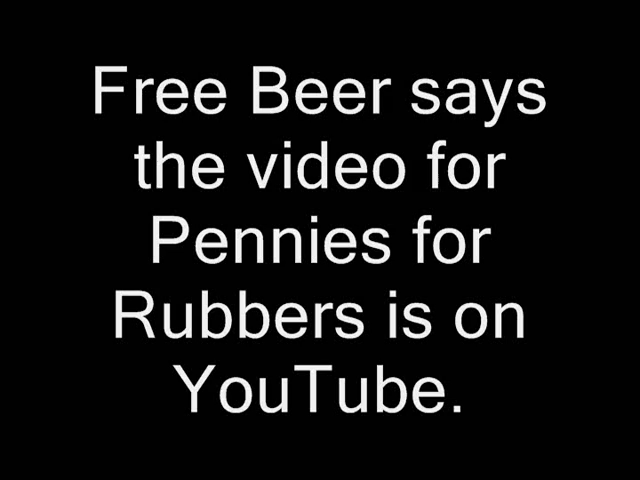 Free Beer says
the video for
Pennies for
Rubbers is on
YouTube.